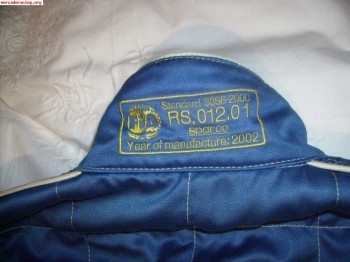 mercadoracing.org
Standard 8856-2000
RS.012.01
sparco
Year of manufacture: 2002